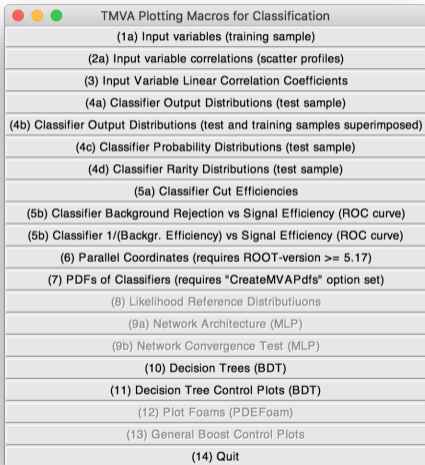 TMVA Plotting Macros for Classification
(1a) Input variables (training sample)
(2a) Input variable correlations (scatter profiles)
(3) Input Variable Linear Correlation Coefficients
(4a) Classifier Output Distributions (test sample)
(4b) Classifier Output Distributions (test and training samples superimposed)
(4c) Classifier Probability Distributions (test sample)
(4d) Classifier Rarity Distributions (test sample)
(5a) Classifier Cut Efficiencies
(5b) Classifier Background Rejection vs Signal Efficiency (ROC curve)
(5b) Classifier 1/(Backgr. Efficiency) vs Signal Efficiency (ROC curve)
(6) Parallel Coordinates (requires ROOT-version >= 5.17)
(7) PDFs of Classifiers (requires "CreateMVAPdfs" option set)
(8) Likelihood Reference Distributiuons
(9a) Network Architecture (MLP)
(9b) Network Convergence Test (MLP)
(10) Decision Trees (BDT)
(11) Decision Tree Control Plots (BDT)
(12) Plot Foams (PDEFoam)
(13) General Boost Control Plots
(14) Quit